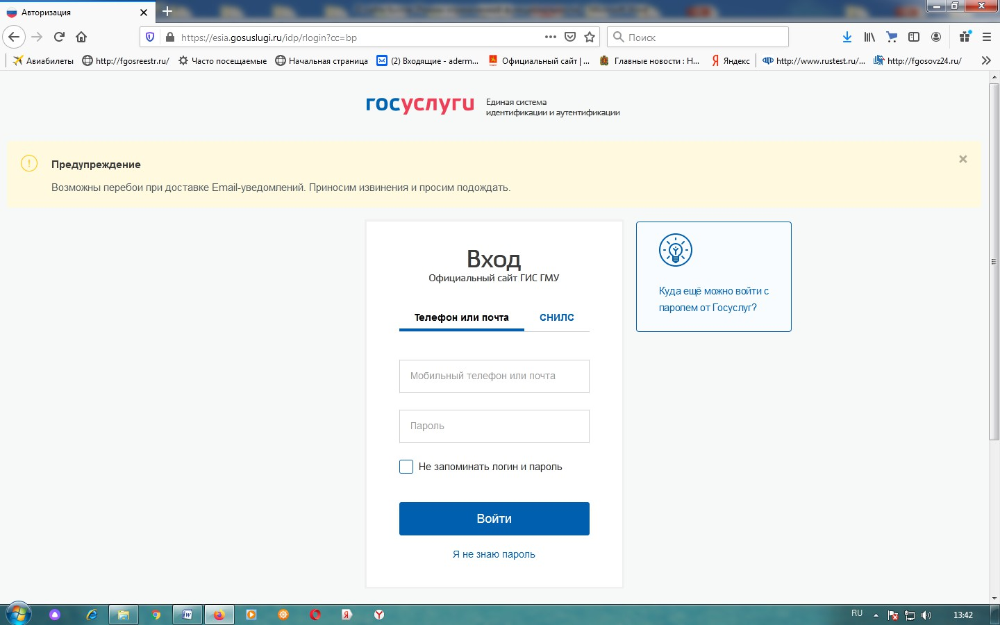 Авторизация
https://esia.gosuslugi.ru/idp/rlogin?cc=bp
Поиск
Авиабилеты
http://fgosreestr.ru/
Часто посещаемые
Начальная страница
(2) Входящие - aderm...
Официальный сайт | ...
Главные новости : Н...
Яндекс
http://www.rustest.ru/...
http://fgosovz24.ru/
госуслуги
Единая система
идентификации и аутентификации
Предупреждение
Возможны перебои при доставке Email-уведомлений. Приносим извинения и просим подождать.
Вход
Официальный сайт ГИС ГМУ
Телефон или почта
СНИЛС
Мобильный телефон или почта
Пароль
Не запоминать логин и пароль
Войти
Я не знаю пароль
Куда ещё можно войти с
паролем от Госуслуг?
RU
13:42